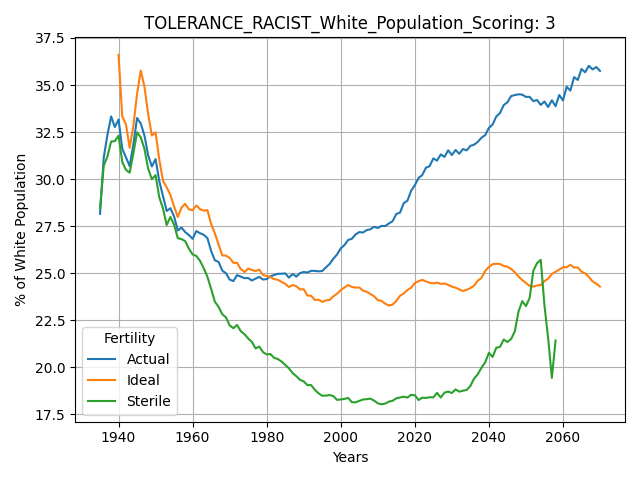 TOLERANCE_RACIST_White_Population_Scoring: 3
37.5
35.0
32.5
30.0
27.5
25.0
22.5
20.0
17.5
% of White Population
Fertility
Actual
Ideal
Sterile
1940 1960 1980 2000 2020 2040 2060
Years